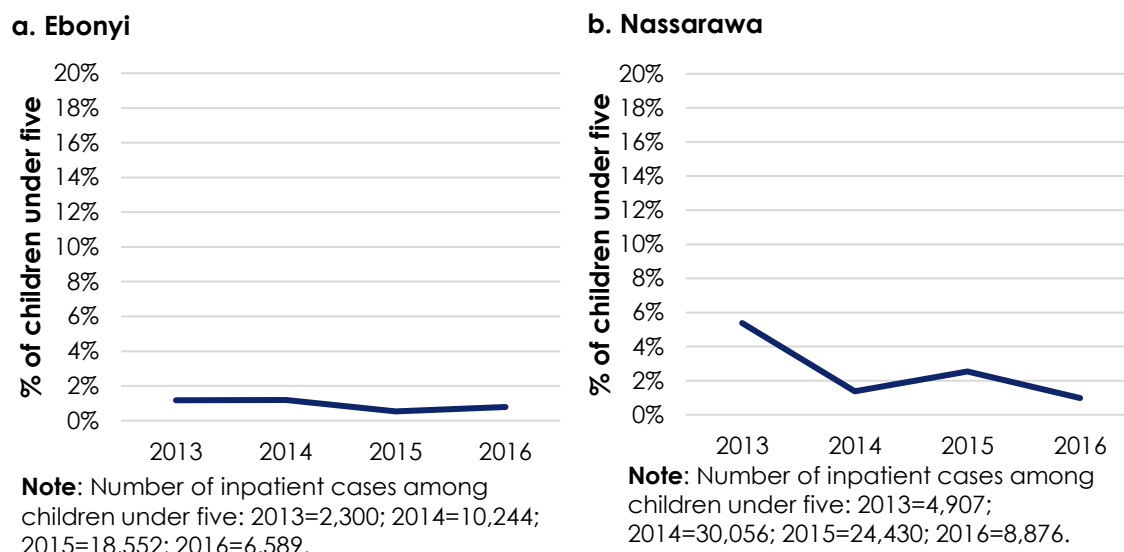 a. Ebonyi
% of children under five
20%
18%
16%
14%
12%
10%
8%
6%
4%
2%
0%
2013 2014 2015 2016
Note: Number of inpatient cases among
children under five: 2013=2,300; 2014=10,244;
2015=18,552; 2016=6,589.
b. Nassarawa
% of children under five
20%
18%
16%
14%
12%
10%
8%
6%
4%
2%
0%
2013 2014 2015 2016
Note: Number of inpatient cases among
children under five: 2013=4,907;
2014=30,056; 2015=24,430; 2016=8,876.